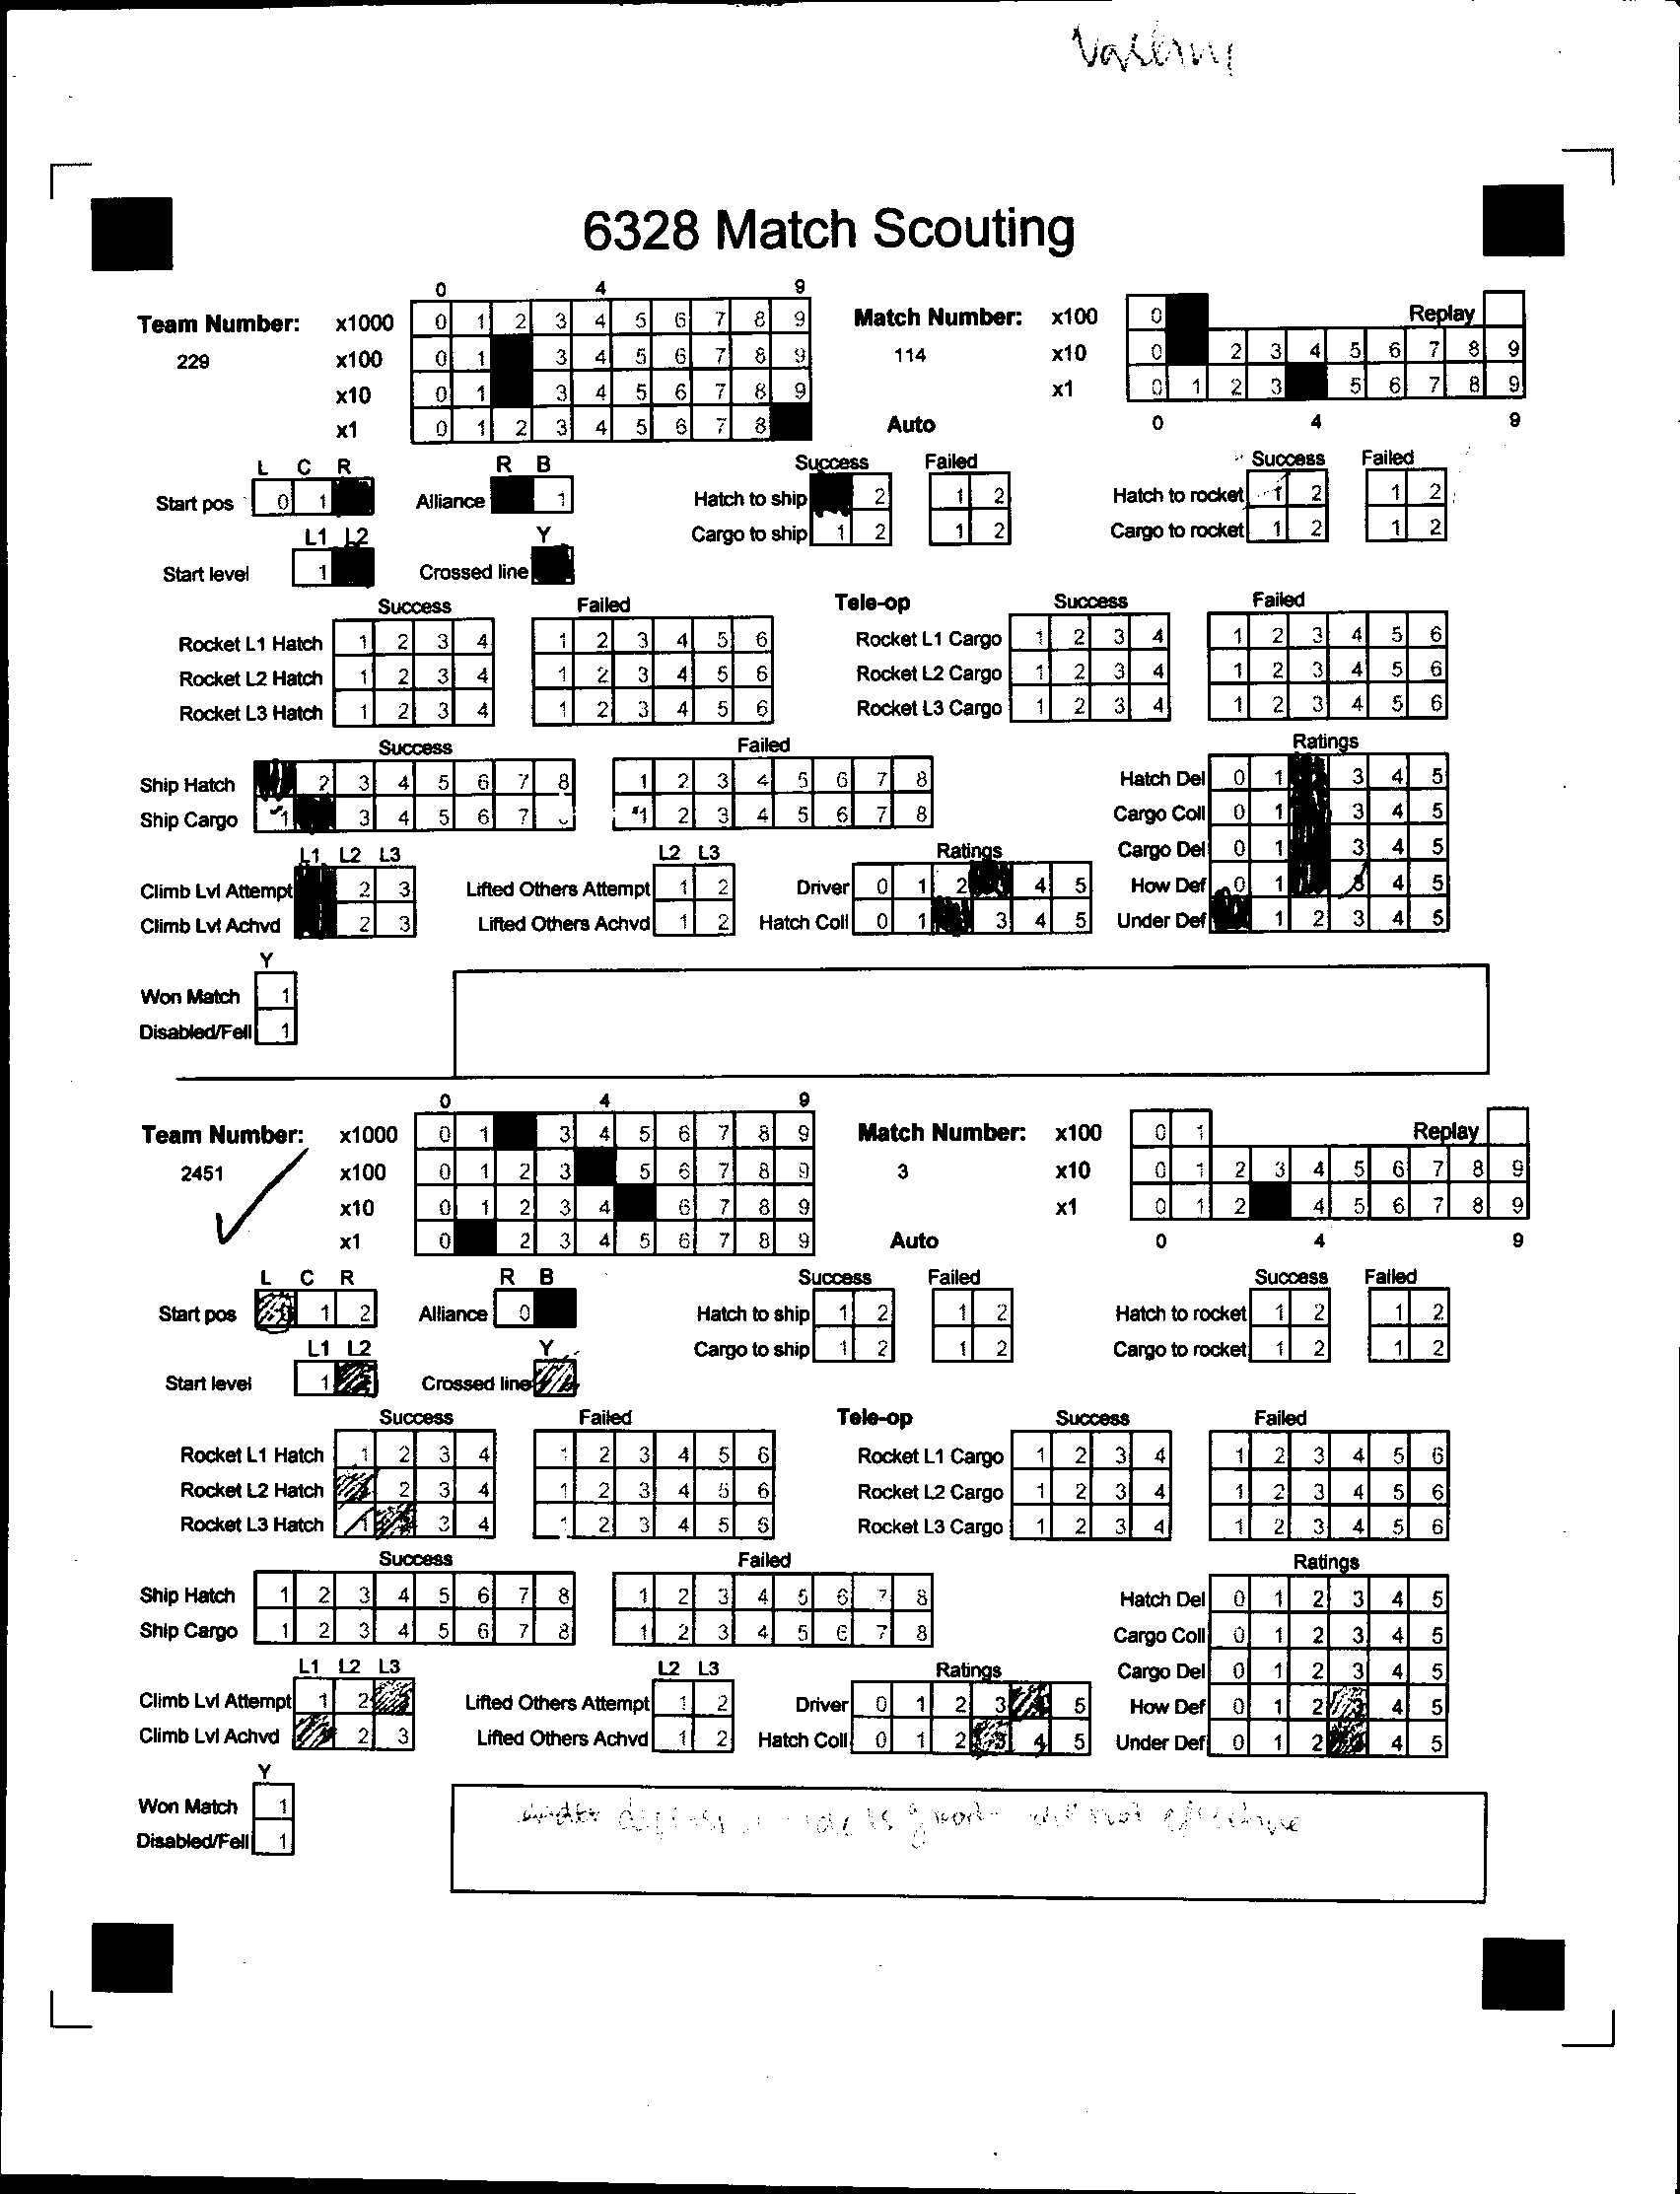 6328 Match Scouting
0 4 9
Team Number: x1000 0 1 2 3 4 5 6 7 8 9 Match Number: x100 0 Replay
229 x100 0 1 3 4 5 6 7 8 9 114 x10 0 2 3 4 5 6 7 8 9
x10 0 1 3 4 5 6 7 8 9 x1 0 1 2 3 5 6 7 8 9
x1 0 1 2 3 4 5 6 7 8 Auto 0 4 9
L C R R B Success Failed Success Failed
Start pos 0 1 Alliance 1 Hatch to ship 2 1 2 Hatch to rocket 1 2 1 2
Cargo to ship 1 2 1 2 Cargo to rocket 1 2 1 2
L1 L2 Y
Start level 1 Crossed line
Success Failed Tele-op Success Failed
Rocket L1 Hatch 1 2 3 4 1 2 3 4 5 6 Rocket L1 Cargo 1 2 3 4 1 2 3 4 5 6
Rocket L2 Hatch 1 2 3 4 1 2 3 4 5 6 Rocket L2 Cargo 1 2 3 4 1 2 3 4 5 6
Rocket L3 Hatch 1 2 3 4 1 2 3 4 5 6 Rocket L3 Cargo 1 2 3 4 1 2 3 4 5 6
Success Failed Ratings
Ship Hatch 2 3 4 5 6 7 8 1 2 3 4 5 6 7 8 Hatch Del 0 1 3 4 5
Ship Cargo 1 3 4 5 6 7 1 2 3 4 5 6 7 8 Cargo Coll 0 1 3 4 5
L1 L2 L3 L2 L3 Ratings Cargo Del 0 1 3 4 5
Climb Lvl Attempt 2 3 Lifted Others Attempt 1 2 Driver 0 1 2 4 5 How Def 0 1 3 4 5
Climb Lvl Achvd 2 3 Lifted Others Achvd 1 2 Hatch Coll 0 1 3 4 5 Under Def 1 2 3 4 5
Y
Won Match 1
Disabled/Fell 1
0 4 9
Team Number: x1000 0 1 3 4 5 6 7 8 9 Match Number: x100 0 1 Replay
2451 x100 0 1 2 3 5 6 7 8 9 3 x10 0 1 2 3 4 5 6 7 8 9
x10 0 1 2 3 4 6 7 8 9 x1 0 1 2 4 5 6 7 8 9
x1 0 2 3 4 5 6 7 8 9 Auto 0 4 9
L C R R B Success Failed Success Failed
Start pos 1 2 Alliance 0 Hatch to ship 1 2 1 2 Hatch to rocket 1 2 1 2
Cargo to ship 1 2 1 2 Cargo to rocket 1 2 1 2
L1 L2 Y
Start level 1 Crossed line
Success Failed Tele-op Success Failed
Rocket L1 Hatch 1 2 3 4 1 2 3 4 5 6 Rocket L1 Cargo 1 2 3 4 1 2 3 4 5 6
Rocket L2 Hatch 2 3 4 1 2 3 4 5 6 Rocket L2 Cargo 1 2 3 4 1 2 3 4 5 6
Rocket L3 Hatch 1 3 4 1 2 3 4 5 6 Rocket L3 Cargo 1 2 3 4 1 2 3 4 5 6
Success Failed Ratings
Ship Hatch 1 2 3 4 5 6 7 8 1 2 3 4 5 6 7 8 Hatch Del 0 1 2 3 4 5
Ship Cargo 1 2 3 4 5 6 7 8 1 2 3 4 5 6 7 8 Cargo Coll 0 1 2 3 4 5
L1 L2 L3 L2 L3 Ratings Cargo Del 0 1 2 3 4 5
Climb Lvl Attempt 1 2 Lifted Others Attempt 1 2 Driver 0 1 2 3 5 How Def 0 1 2 4 5
Climb Lvl Achvd 2 3 Lifted Others Achvd 1 2 Hatch Coll 0 1 2 3 4 5 Under Def 0 1 2 4 5
Y
Won Match 1
Disabled/Fell 1
is good not effective